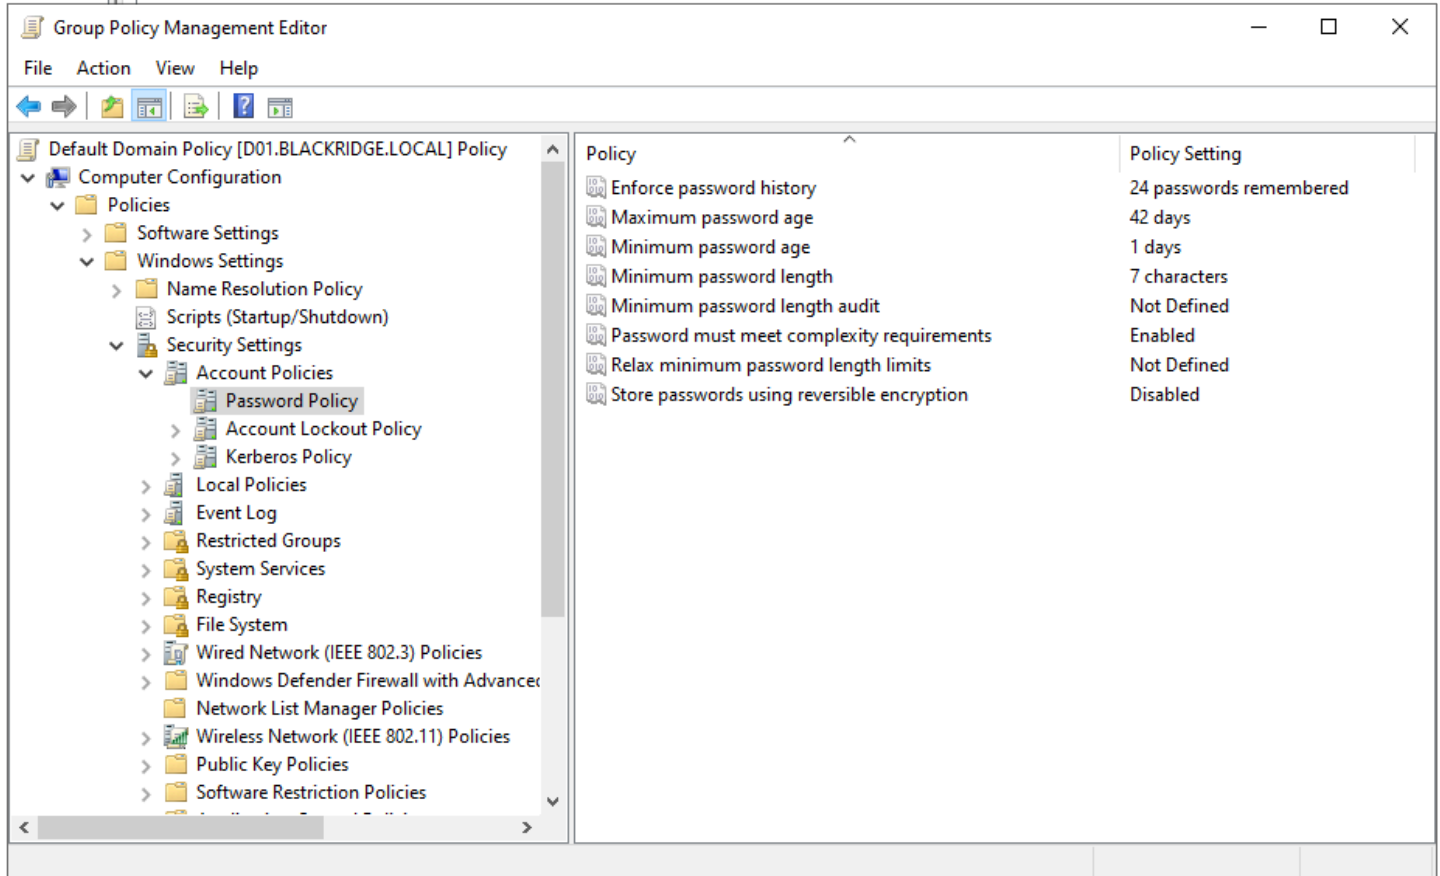 Group Policy Management Editor
File Action View Help
Default Domain Policy [D01.BLACKRIDGE.LOCAL] Policy
Computer Configuration
Policies
Software Settings
Windows Settings
Name Resolution Policy
Scripts (Startup/Shutdown)
Security Settings
Account Policies
Password Policy
Account Lockout Policy
Kerberos Policy
Local Policies
Event Log
Restricted Groups
System Services
Registry
File System
Wired Network (IEEE 802.3) Policies
Windows Defender Firewall with Advanced
Network List Manager Policies
Wireless Network (IEEE 802.11) Policies
Public Key Policies
Software Restriction Policies
Policy Policy Setting
Enforce password history 24 passwords remembered
Maximum password age 42 days
Minimum password age 1 days
Minimum password length 7 characters
Minimum password length audit Not Defined
Password must meet complexity requirements Enabled
Relax minimum password length limits Not Defined
Store passwords using reversible encryption Disabled